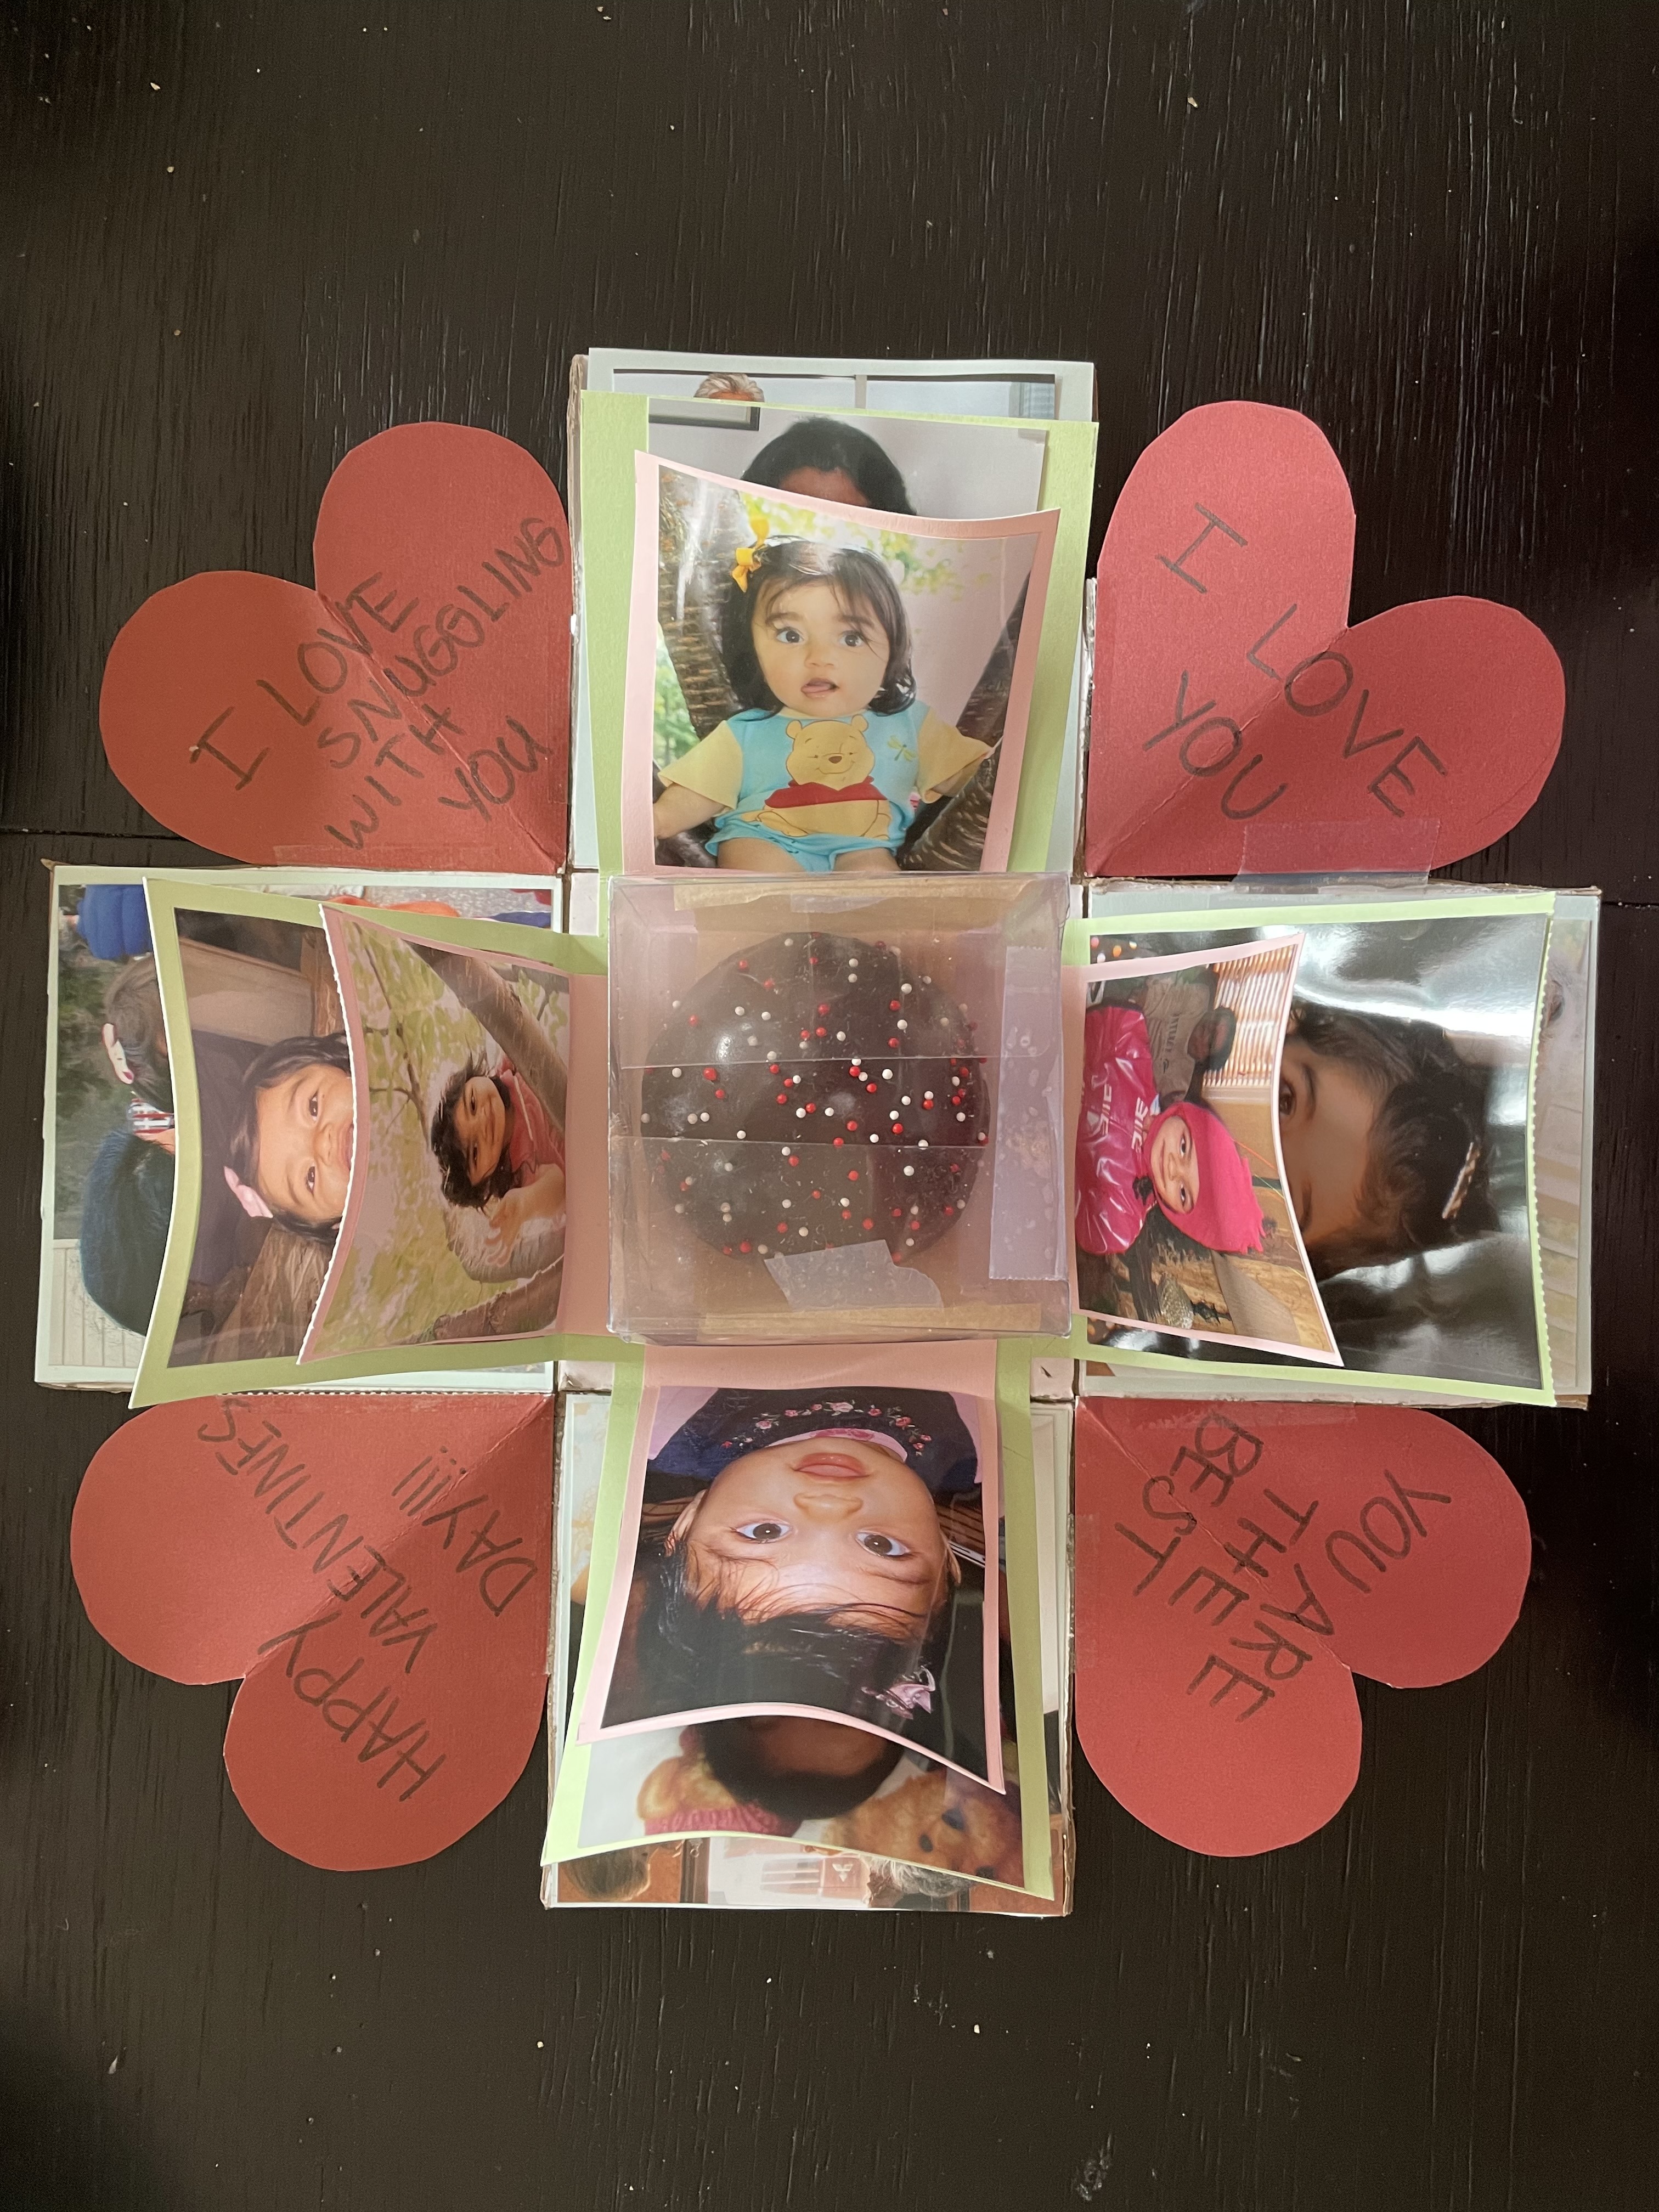 I LOVE
SNUGGLING
WITH
YOU
I LOVE
YOU
HAPPY
VALENTINES
DAY!!!
YOU ARE
THE
BEST